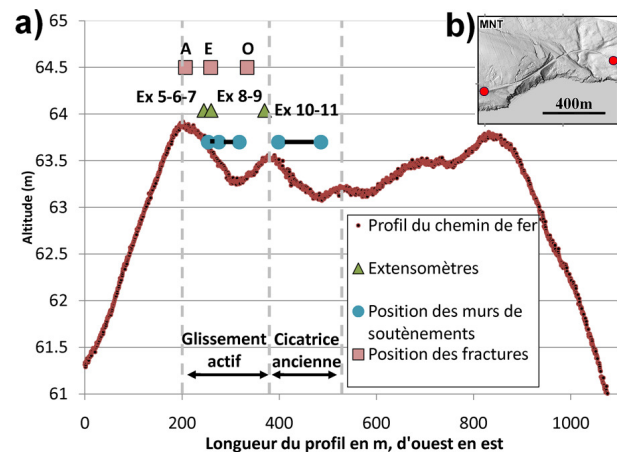 a)
65
64.5
64
63.5
63
62.5
62
61.5
61
Altitude (m)
A E O
Ex 5-6-7 Ex 8-9 Ex 10-11
b) MNT
400m
Profil du chemin de fer
Extensomètres
Position des murs de
soutènements
Position des fractures
Glissement
actif
Cicatrice
ancienne
0 200 400 600 800 1000
Longueur du profil en m, d'ouest en est